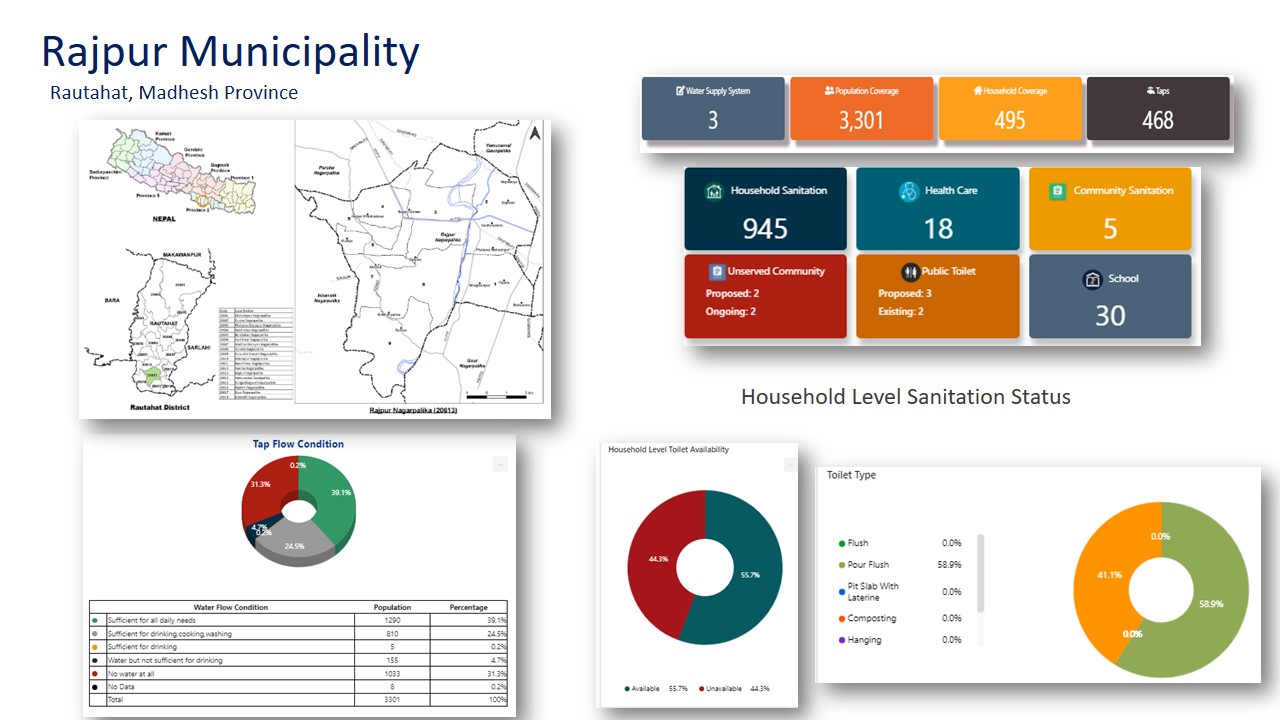 Rajpur Municipality
Rautahat, Madhesh Province
Karnali
Province
Gandaki
Province
Bagmati
Province
Province 1
Sudurpaschim
Province
Province 5
Province 2
NEPAL
MAKAWANPUR
BARA
RAUTAHAT
SARLAHI
Rautahat District
Rajpur
Nagarpalika
Gaur
Nagarpalika
Ishanath
Nagarpalika
Yamunamai
Gaunpalika
Rajpur Nagarpalika (20613)
Water Supply System
3
Population Coverage
3,301
Household Coverage
495
Taps
468
Household Sanitation
945
Health Care
18
Community Sanitation
5
Unserved Community
Proposed: 2
Ongoing: 2
Public Toilet
Proposed: 3
Existing: 2
School
30
Household Level Sanitation Status
Tap Flow Condition
0.2%
31.3%
39.1%
4.7%
0.2%
24.5%
Water Flow Condition Population Percentage
Sufficient for all daily needs 1290 39.1%
Sufficient for drinking,cooking,washing 810 24.5%
Sufficient for drinking 5 0.2%
Water but not sufficient for drinking 155 4.7%
No water at all 1033 31.3%
No Data 8 0.2%
Total 3301 100%
Household Level Toilet Availability
44.3%
55.7%
Available 55.7% Unavailable 44.3%
Toilet Type
Flush 0.0%
Pour Flush 58.9%
Pit Slab With
Laterine 0.0%
Composting 0.0%
Hanging 0.0%
0.0%
41.1%
58.9%
0.0%